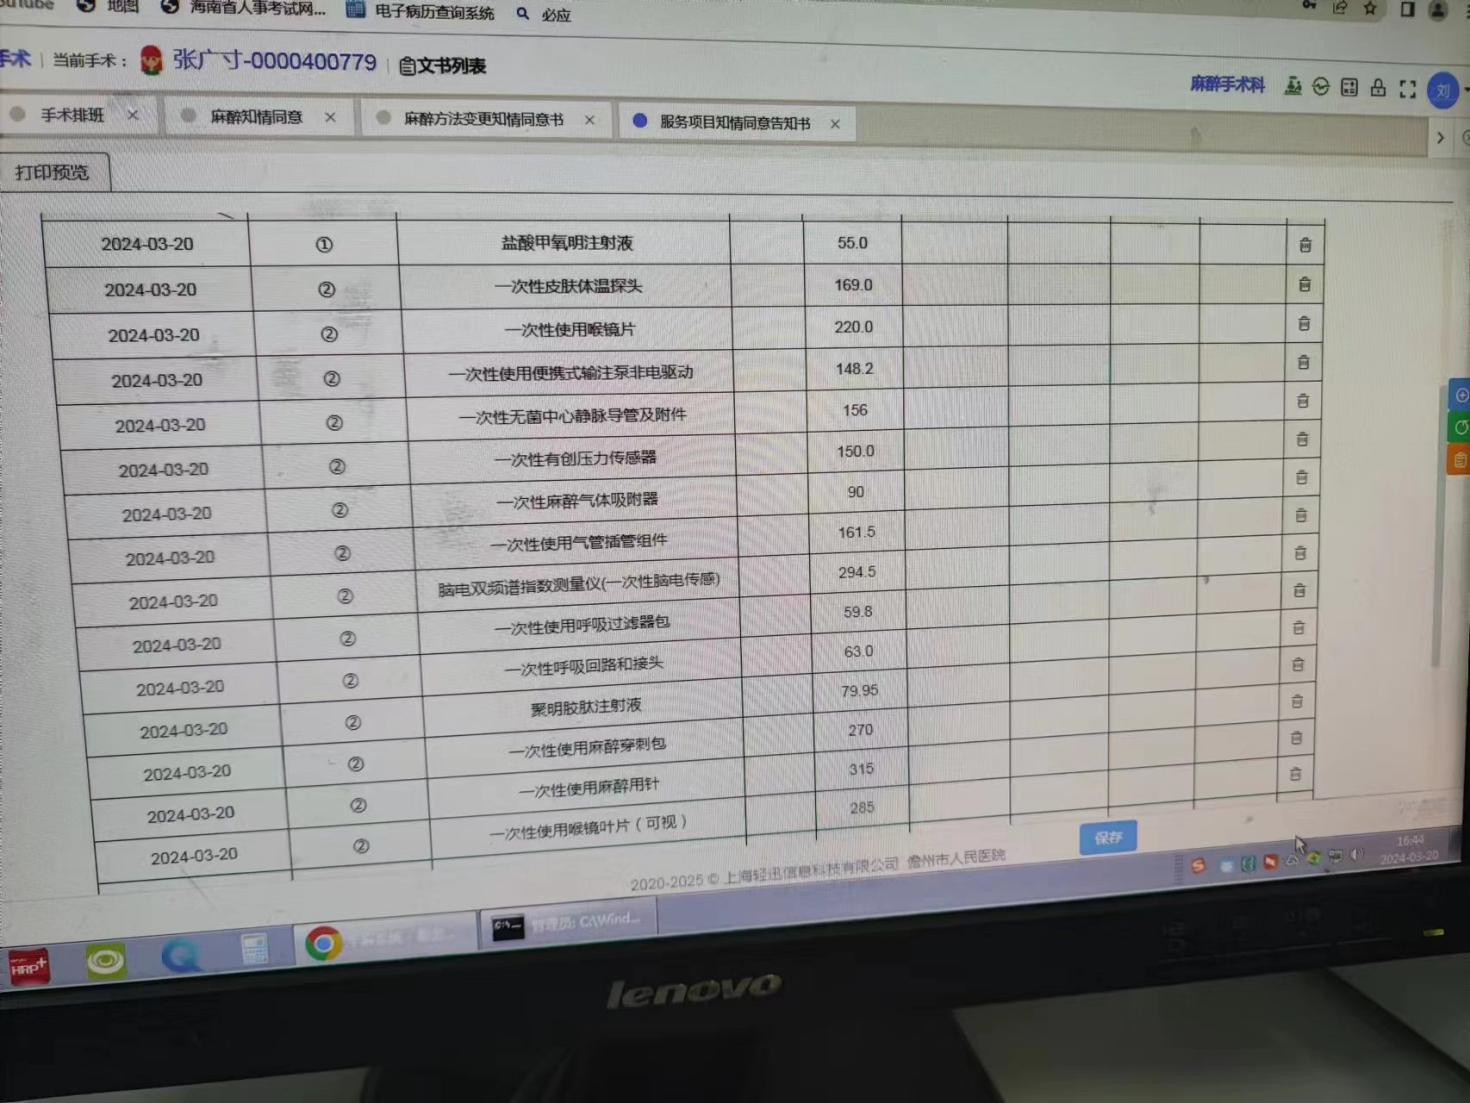 地图 海南省人事考试网... 电子病历查询系统 必应
手术 | 当前手术： 张广寸-0000400779 | 文书列表
麻醉手术科 刘
手术排班 × 麻醉知情同意 × 麻醉方法变更知情同意书 × 服务项目知情同意告知书 ×
打印预览
2024-03-20 ① 盐酸甲氧明注射液 55.0
2024-03-20 ② 一次性皮肤体温探头 169.0
2024-03-20 ② 一次性使用喉镜片 220.0
2024-03-20 ② 一次性使用便携式输注泵非电驱动 148.2
2024-03-20 ② 一次性无菌中心静脉导管及附件 156
2024-03-20 ② 一次性有创压力传感器 150.0
2024-03-20 ② 一次性麻醉气体吸附器 90
2024-03-20 ② 一次性使用气管插管组件 161.5
2024-03-20 ② 脑电双频谱指数测量仪(一次性脑电传感) 294.5
2024-03-20 ② 一次性使用呼吸过滤器包 59.8
2024-03-20 ② 一次性呼吸回路和接头 63.0
2024-03-20 ② 聚明胶肽注射液 79.95
2024-03-20 ② 一次性使用麻醉穿刺包 270
2024-03-20 ② 一次性使用麻醉用针 315
2024-03-20 ② 一次性使用喉镜叶片（可视） 285
保存
2020-2025 © 上海轻迅信息科技有限公司 儋州市人民医院
16:44
2024-03-20
HRP+
管理员: C:\Wind...
lenovo